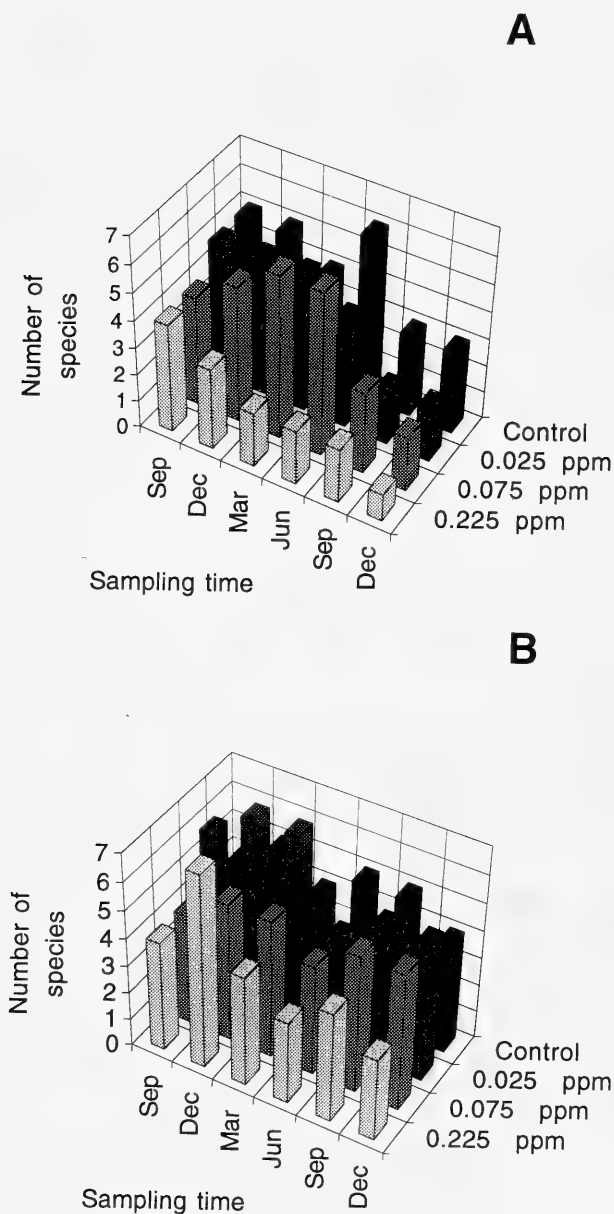 A
7
6
5
4
3
2
1
0
Number of
species
Sep
Dec
Mar
Jun
Sep
Dec
Control
0.025 ppm
0.075 ppm
0.225 ppm
Sampling time
B
7
6
5
4
3
2
1
0
Number of
species
Sep
Dec
Mar
Jun
Sep
Dec
Control
0.025 ppm
0.075 ppm
0.225 ppm
Sampling time